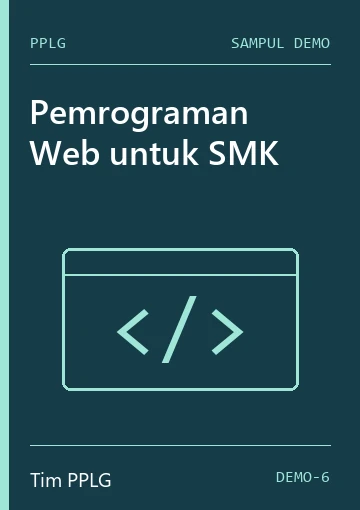 PPLG
SAMPUL DEMO
Pemrograman
Web untuk SMK
</>
Tim PPLG
DEMO-6